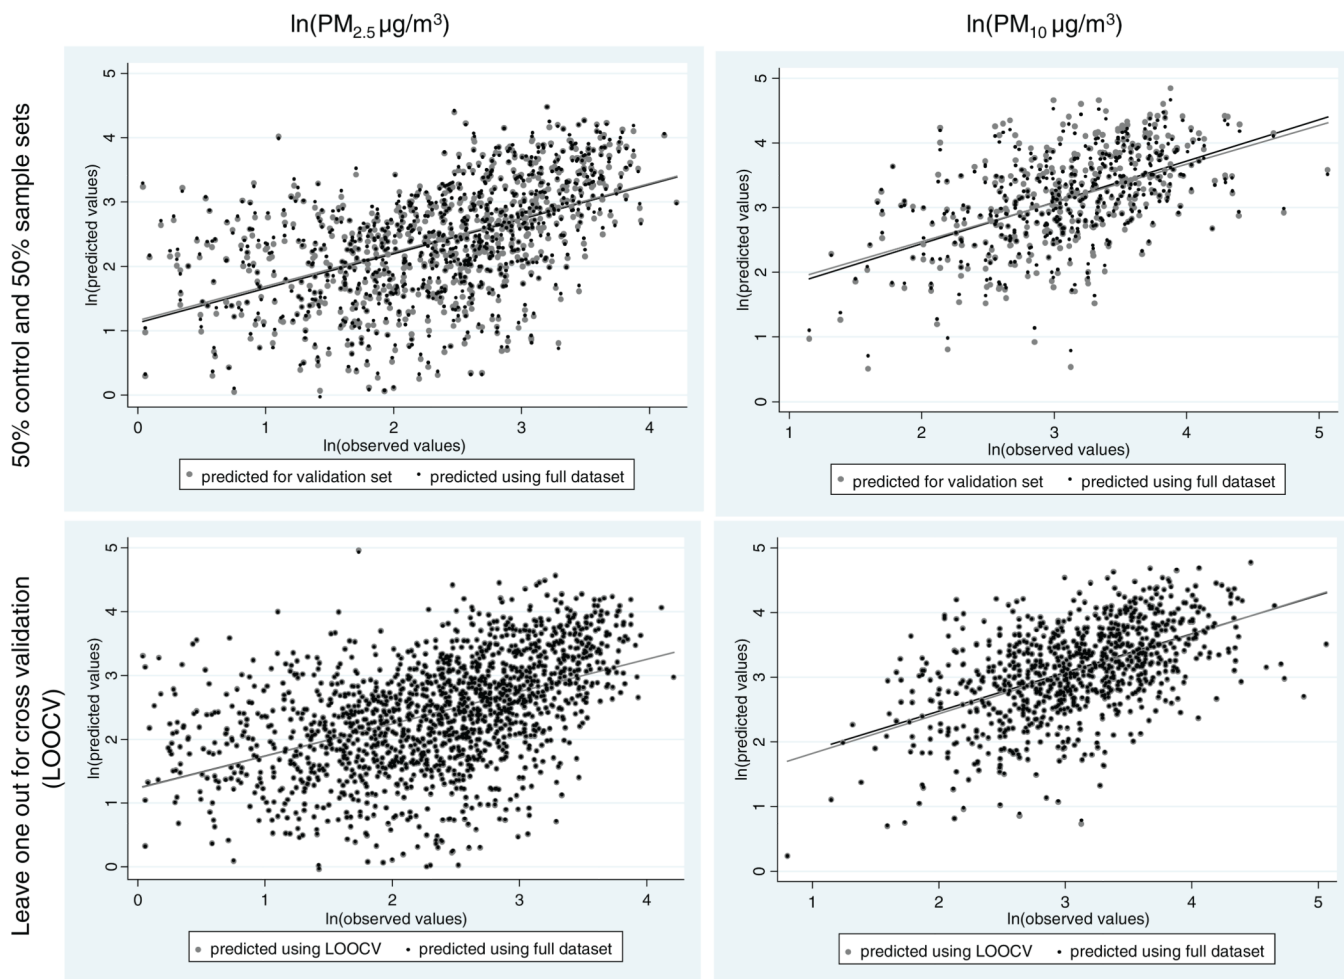 ln(PM2.5 µg/m³)
ln(PM10 µg/m³)
50% control and 50% sample sets
ln(predicted values)
5
4
3
2
1
0
0 1 2 3 4
ln(observed values)
predicted for validation set predicted using full dataset
ln(predicted values)
5
4
3
2
1
0
1 2 3 4 5
ln(observed values)
predicted for validation set predicted using full dataset
Leave one out for cross validation
(LOOCV)
ln(predicted values)
5
4
3
2
1
0
0 1 2 3 4
ln(observed values)
predicted using LOOCV predicted using full dataset
ln(predicted values)
5
4
3
2
1
0
1 2 3 4 5
ln(observed values)
predicted using LOOCV predicted using full dataset